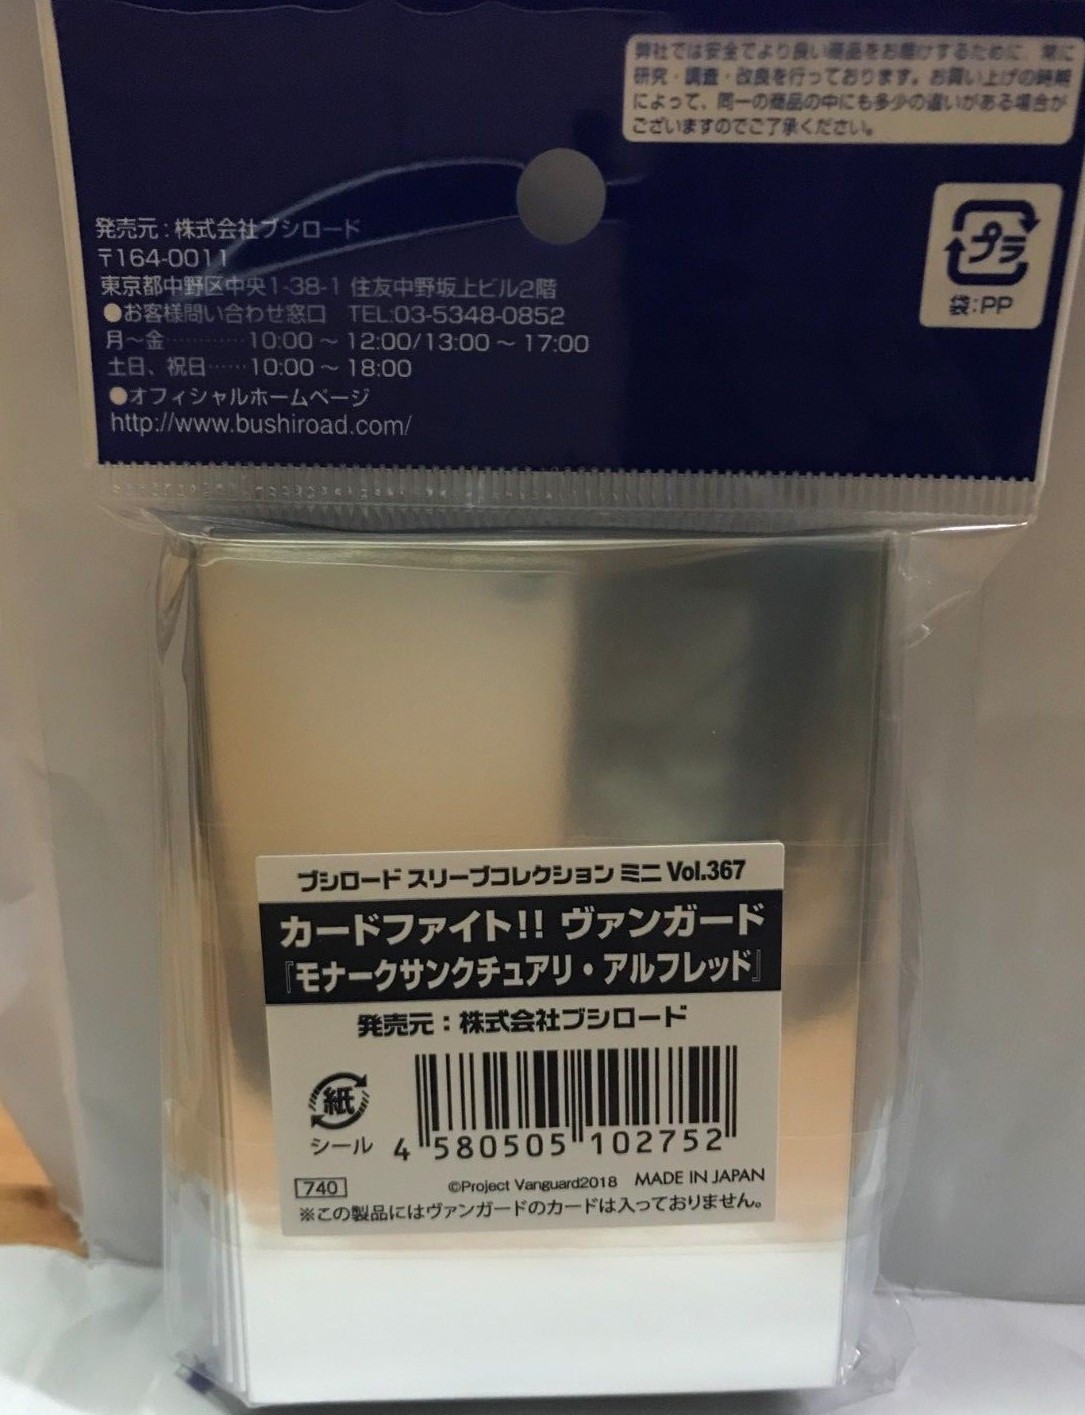 弊社では安全でより良い商品をお届けするために、常に
研究・調査・改良を行っております。お買い上げの時期
によって、同一の商品の中にも多少の違いがある場合が
ございますのでご了承ください。
プラ
袋:PP
発売元:株式会社ブシロード
〒164-0011
東京都中野区中央1-38-1 住友中野坂上ビル2階
●お客様問い合わせ窓口 TEL:03-5348-0852
月～金…………10:00 ～ 12:00/13:00 ～ 17:00
土日、祝日……10:00 ～ 18:00
●オフィシャルホームページ
http://www.bushiroad.com/
ブシロード スリーブコレクション ミニ Vol.367
カードファイト!! ヴァンガード
『モナークサンクチュアリ・アルフレッド』
発売元:株式会社ブシロード
紙
シール
4 580505 102752
740
©Project Vanguard2018 MADE IN JAPAN
※この製品にはヴァンガードのカードは入っておりません。